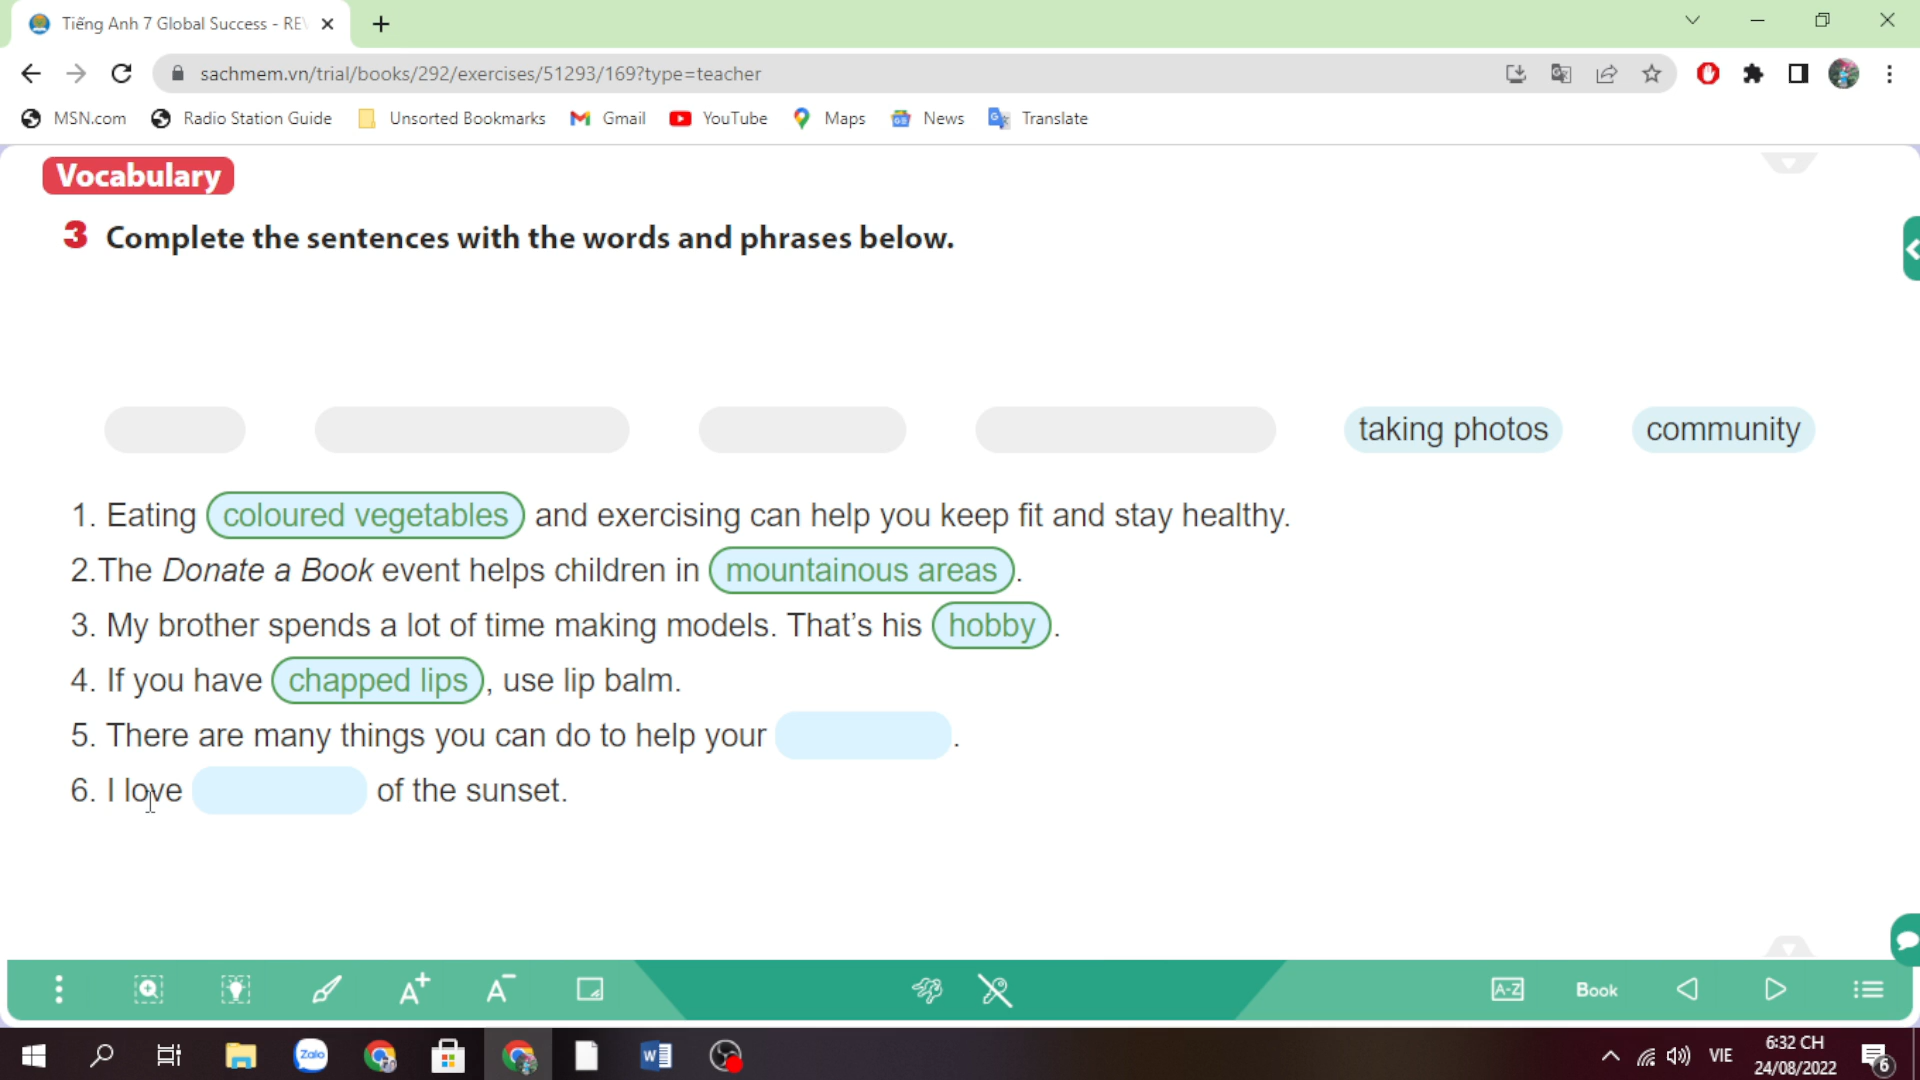 Tiếng Anh 7 Global Success - RE
sachmem.vn/trial/books/292/exercises/51293/169?type=teacher
MSN.com Radio Station Guide Unsorted Bookmarks Gmail YouTube Maps News Translate
Vocabulary
3 Complete the sentences with the words and phrases below.
taking photos community
1. Eating coloured vegetables and exercising can help you keep fit and stay healthy.
2.The Donate a Book event helps children in mountainous areas.
3. My brother spends a lot of time making models. That's his hobby.
4. If you have chapped lips, use lip balm.
5. There are many things you can do to help your .
6. I love of the sunset.
A+ A- A-Z Book
Zalo W VIE 6:32 CH
24/08/2022 6